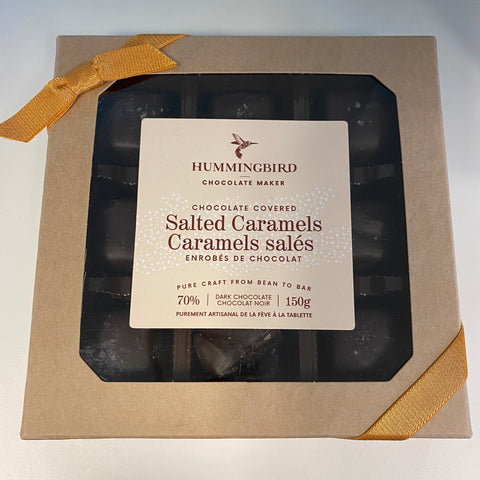 HUMMINGBIRD
CHOCOLATE MAKER
CHOCOLATE COVERED
Salted Caramels
Caramels salés
ENROBÉS DE CHOCOLAT
PURE CRAFT FROM BEAN TO BAR
70% | DARK CHOCOLATE | 150g
CHOCOLAT NOIR
PUREMENT ARTISANAL DE LA FÈVE À LA TABLETTE